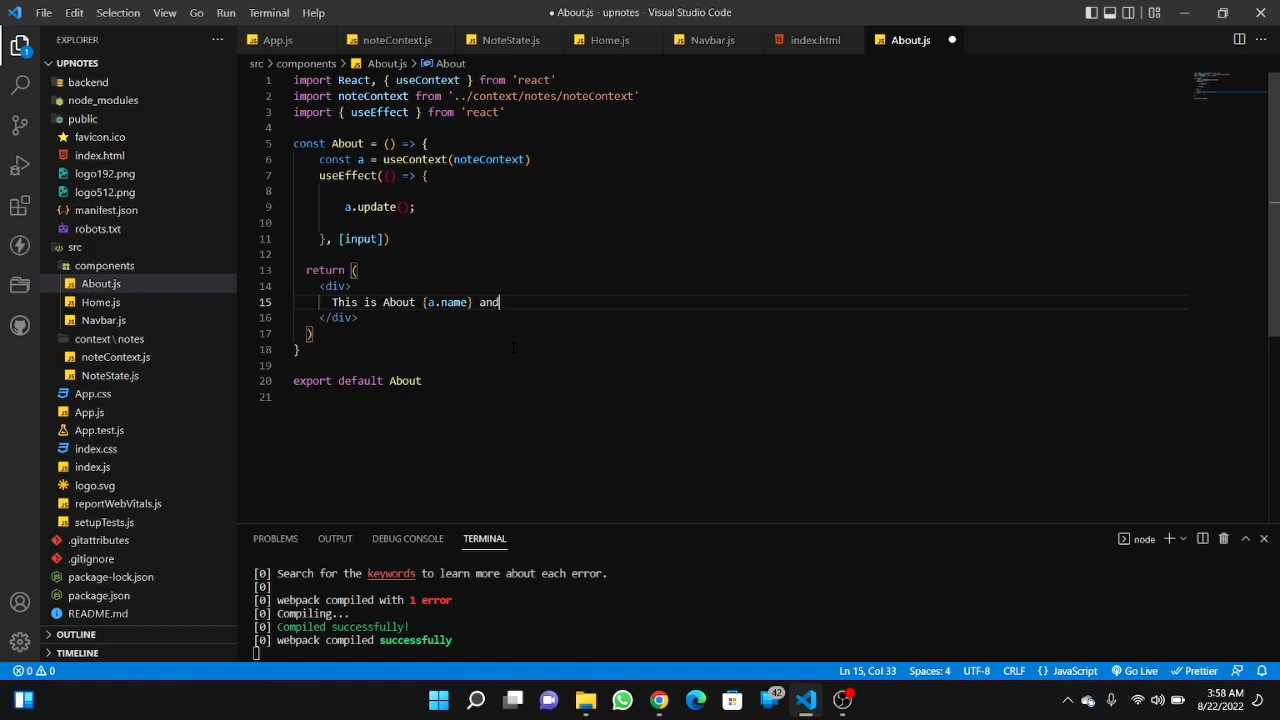 File Edit Selection View Go Run Terminal Help
● About.js - upnotes - Visual Studio Code
EXPLORER
UPNOTES
backend
node_modules
public
favicon.ico
index.html
logo192.png
logo512.png
manifest.json
robots.txt
src
components
About.js
Home.js
Navbar.js
context\notes
noteContext.js
NoteState.js
App.css
App.js
App.test.js
index.css
index.js
logo.svg
reportWebVitals.js
setupTests.js
.gitattributes
.gitignore
package-lock.json
package.json
README.md
OUTLINE
TIMELINE
App.js noteContext.js NoteState.js Home.js Navbar.js index.html About.js
src > components > About.js > About
1 import React, { useContext } from 'react'
2 import noteContext from '../context/notes/noteContext'
3 import { useEffect } from 'react'
4
5 const About = () => {
6 const a = useContext(noteContext)
7 useEffect(() => {
8
9 a.update();
10
11 }, [input])
12
13 return (
14 <div>
15 This is About {a.name} and
16 </div>
17 )
18 }
19
20 export default About
21
PROBLEMS OUTPUT DEBUG CONSOLE TERMINAL
node
[0] Search for the keywords to learn more about each error.
[0]
[0] webpack compiled with 1 error
[0] Compiling...
[0] Compiled successfully!
[0] webpack compiled successfully
0 0
Ln 15, Col 33 Spaces: 4 UTF-8 CRLF {} JavaScript Go Live Prettier
1
42
3:58 AM
8/22/2022